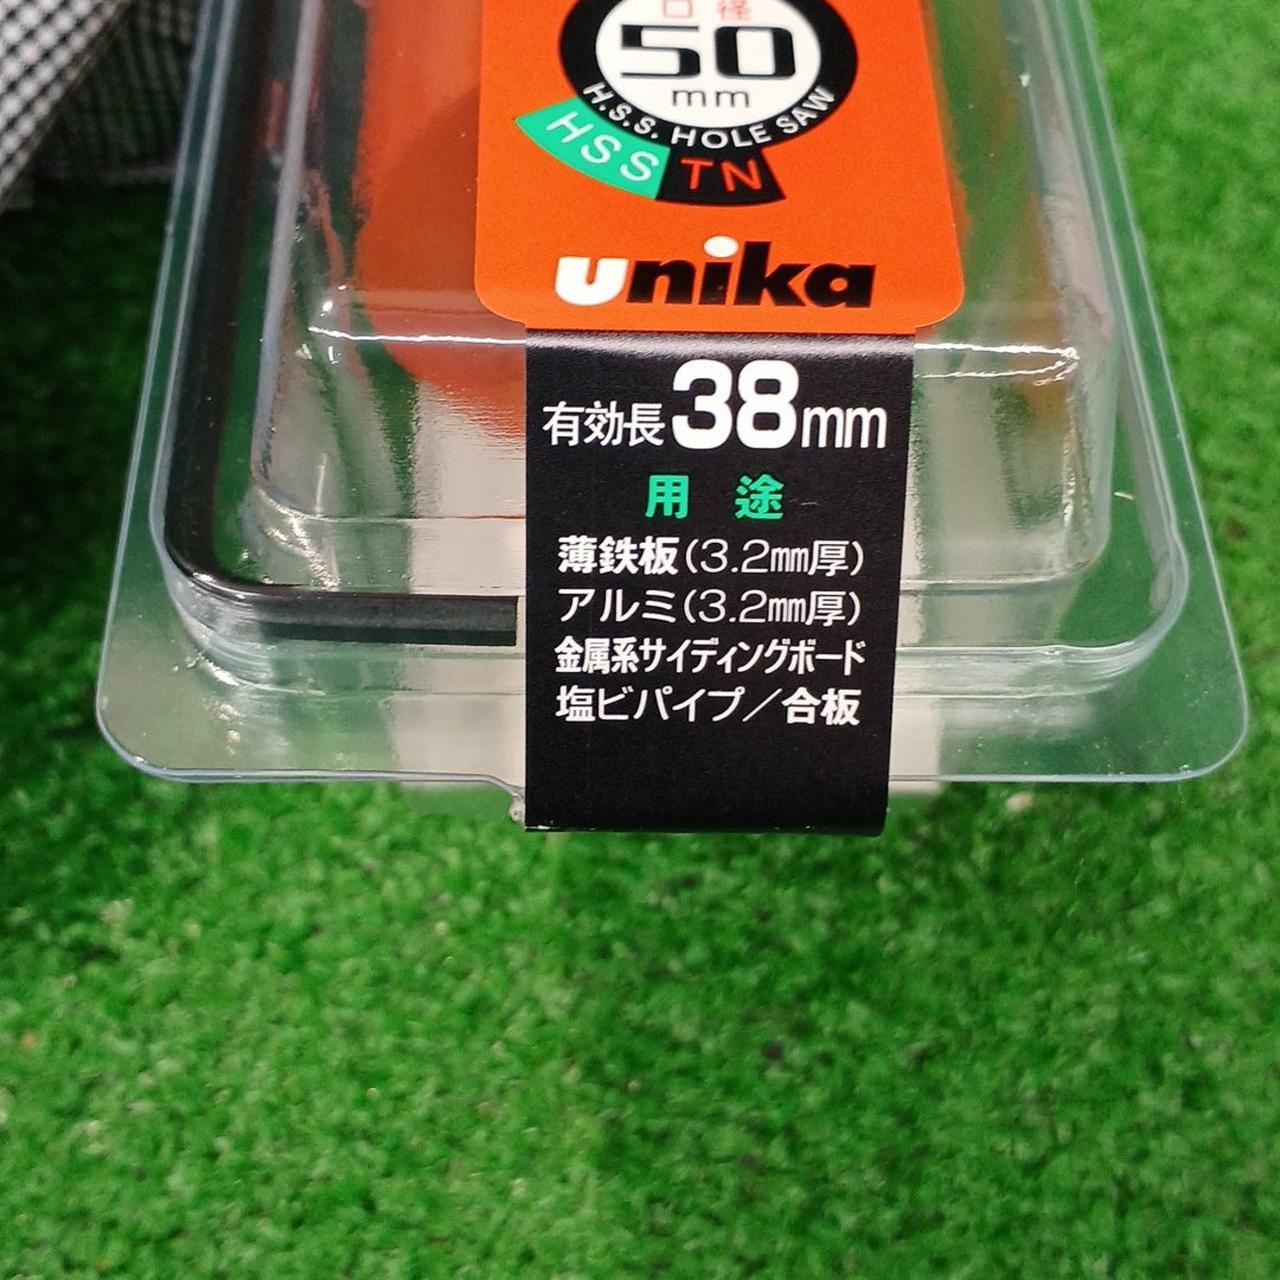 口径
50
mm
H.S.S. HOLE SAW
HSS TN
unika
有効長38mm
用途
薄鉄板(3.2mm厚)
アルミ(3.2mm厚)
金属系サイディングボード
塩ビパイプ／合板